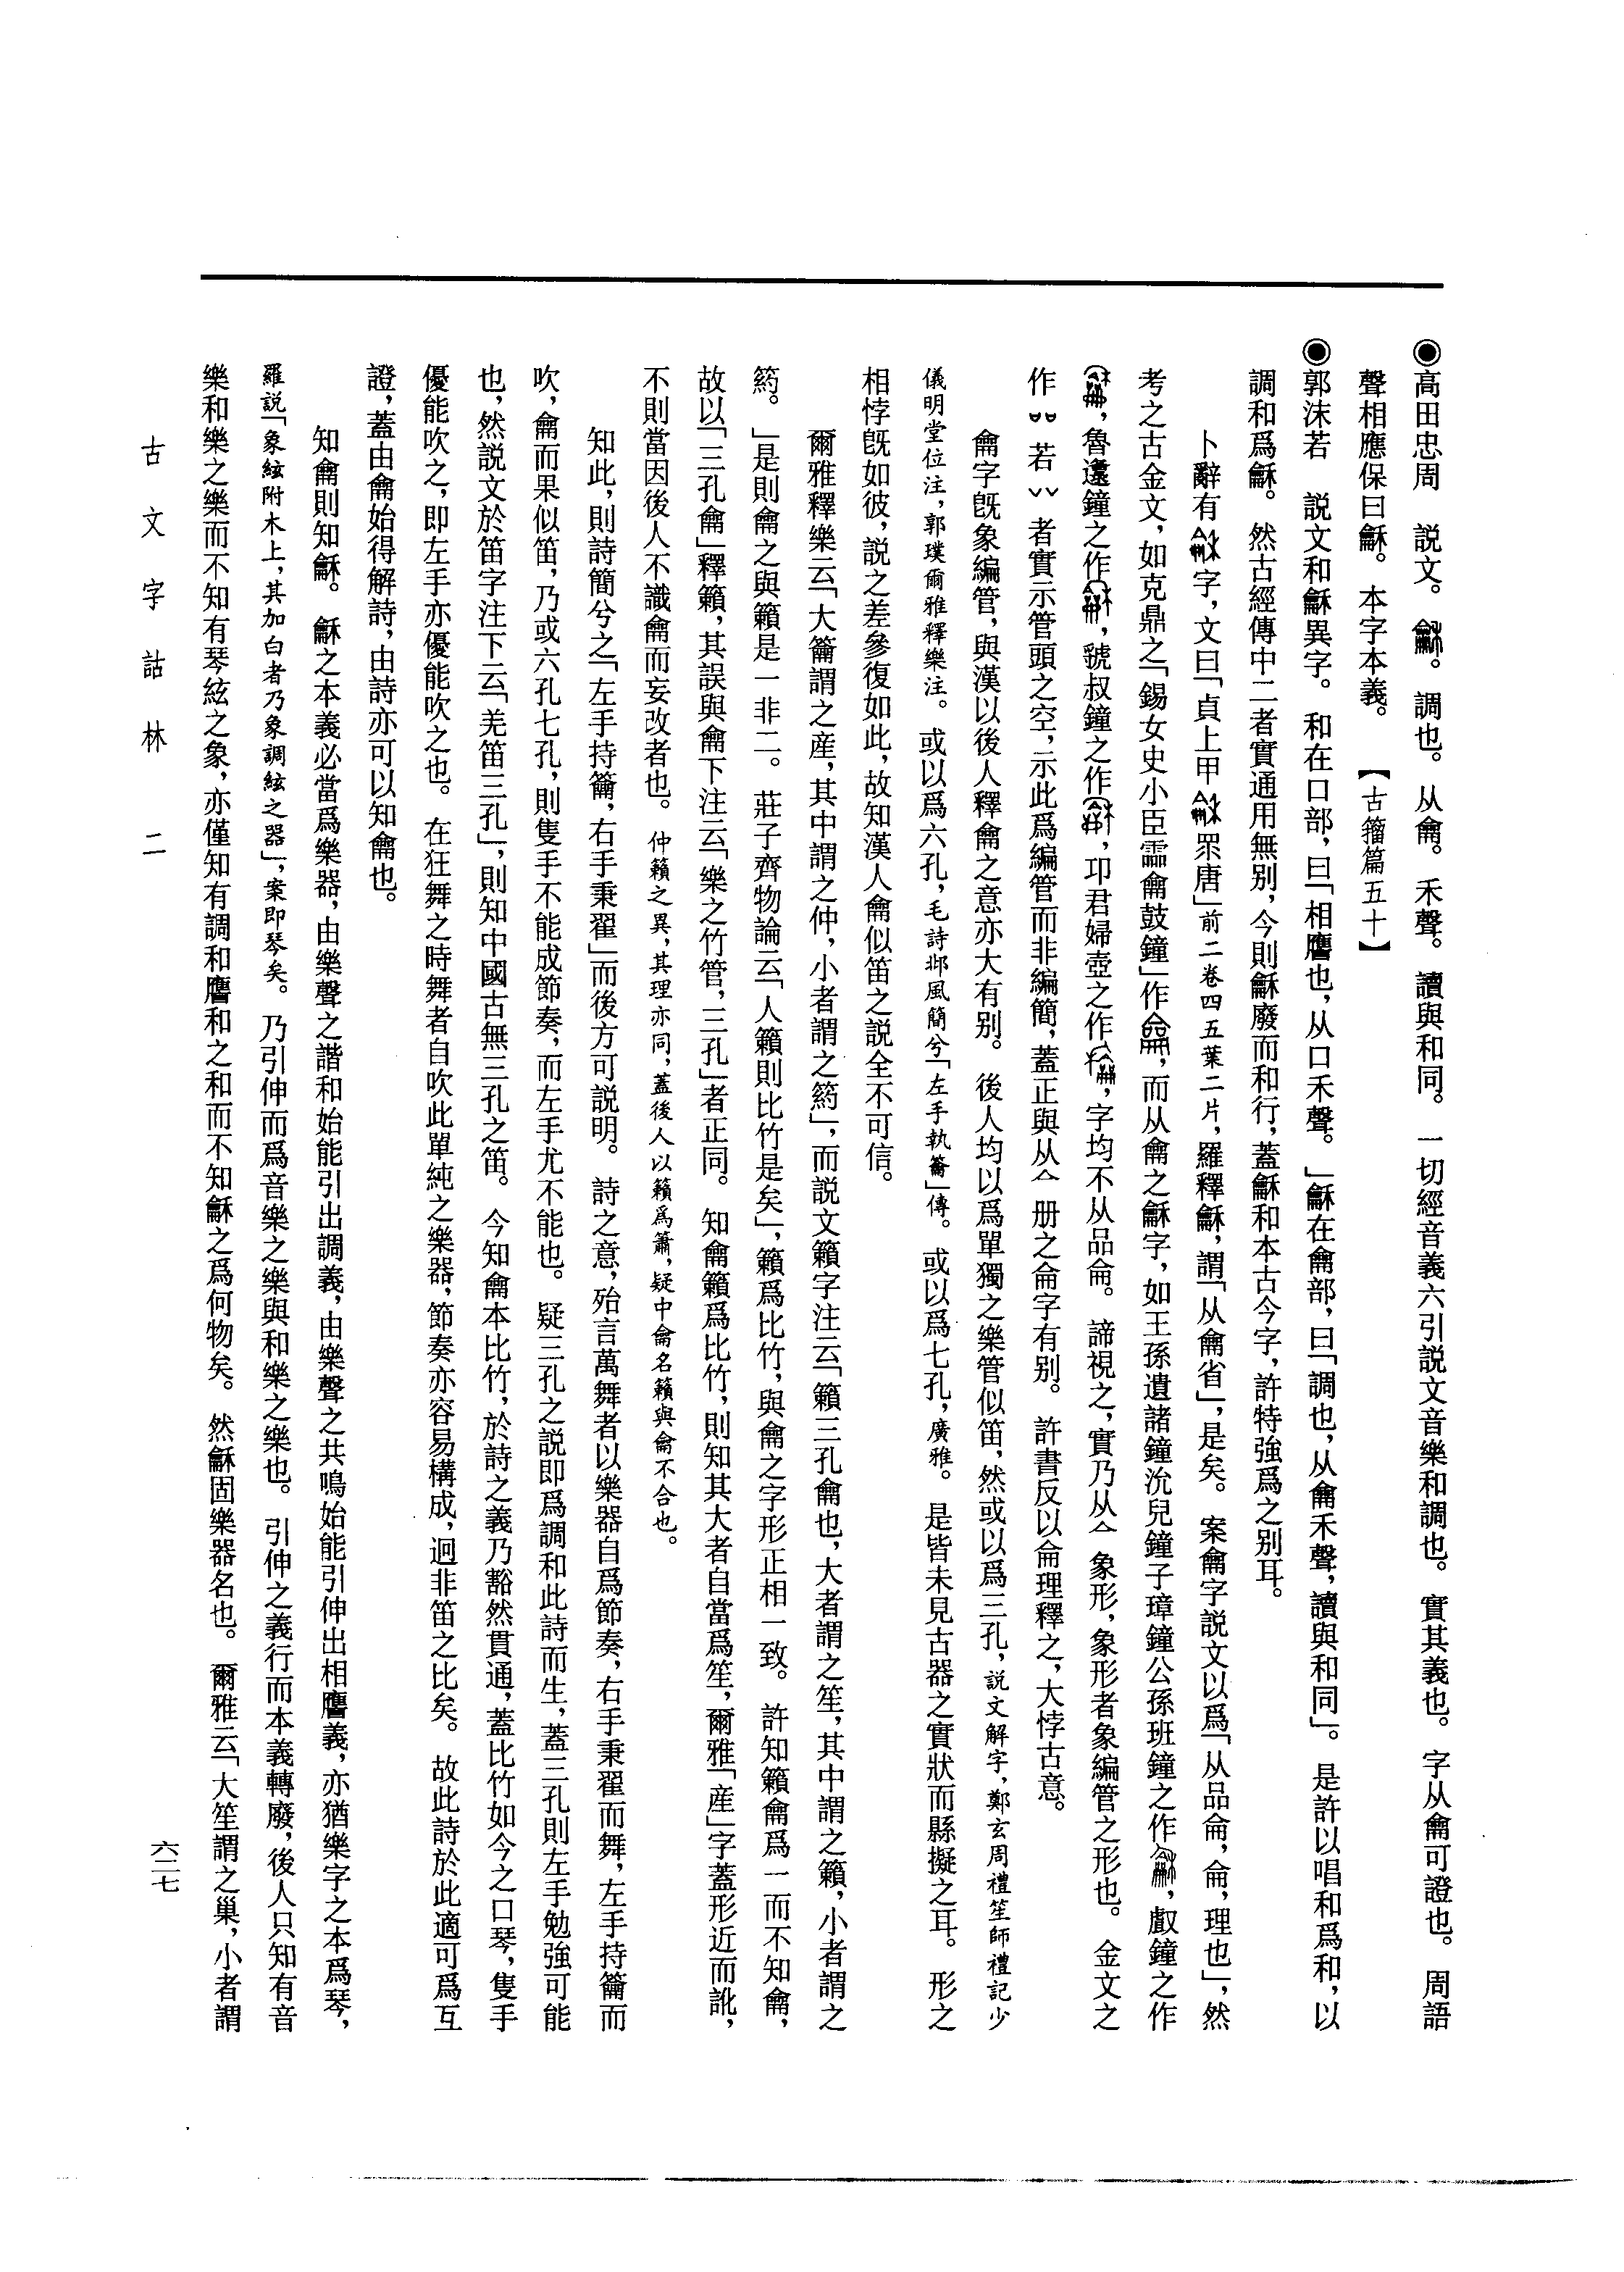 ◉高田忠周　説文。龢。調也。从龠。禾聲。讀與和同。一切經音義六引説文音樂和調也。實其義也。字从龠可證也。周語
聲相應保曰龢。本字本義。【古籀篇五十】
◉郭沫若　説文和龢異字。和在口部，曰「相譍也，从口禾聲。」龢在龠部，曰「調也，从龠禾聲，讀與和同」。是許以唱和爲和，以
調和爲龢。然古經傳中二者實通用無別，今則龢廢而和行，蓋龢和本古今字，許特強爲之别耳。
卜辭有字，文曰「貞上甲眔唐」前二卷四五葉二片，羅釋龢，謂「从龠省」，是矣。案龠字説文以爲「从品侖，侖，理也」，然
考之古金文，如克鼎之「錫女史小臣霝龠鼓鐘」作，而从龠之龢字，如王孫遺諸鐘沇兒鐘子璋鐘公孫班鐘之作，䣄鐘之作
，魯邍鐘之作，虢叔鐘之作，邛君婦壺之作，字均不从品侖。諦視之，實乃从亼象形，象形者象編管之形也。金文之
作若者實示管頭之空，示此爲編管而非編簡，蓋正與从亼册之侖字有别。許書反以侖理釋之，大悖古意。
龠字旣象編管，與漢以後人釋龠之意亦大有别。後人均以爲單獨之樂管似笛，然或以爲三孔，説文解字，鄭玄周禮笙師禮記少
儀明堂位注，郭璞爾雅釋樂注。或以爲六孔，毛詩邶風簡兮「左手執籥」傳。或以爲七孔，廣雅。是皆未見古器之實狀而縣擬之耳。形之
相悖旣如彼，説之差參復如此，故知漢人龠似笛之説全不可信。
爾雅釋樂云「大籥謂之産，其中謂之仲，小者謂之箹」，而説文籟字注云「籟三孔龠也，大者謂之笙，其中謂之籟，小者謂之
箹。」是則龠之與籟是一非二。莊子齊物論云「人籟則比竹是矣」，籟爲比竹，與龠之字形正相一致。許知籟龠爲一而不知龠，
故以「三孔龠」釋籟，其誤與龠下注云「樂之竹管，三孔」者正同。知龠籟爲比竹，則知其大者自當爲笙，爾雅「産」字蓋形近而訛，
不則當因後人不識龠而妄改者也。仲籟之異，其理亦同，蓋後人以籟爲簫，疑中龠名籟與龠不合也。
知此，則詩簡兮之「左手持籥，右手秉翟」而後方可説明。詩之意，殆言萬舞者以樂器自爲節奏，右手秉翟而舞，左手持籥而
吹，龠而果似笛，乃或六孔七孔，則隻手不能成節奏，而左手尤不能也。疑三孔之説即爲調和此詩而生，蓋三孔則左手勉強可能
也，然説文於笛字注下云「羌笛三孔」，則知中國古無三孔之笛。今知龠本比竹，於詩之義乃豁然貫通，蓋比竹如今之口琴，隻手
優能吹之，即左手亦優能吹之也。在狂舞之時舞者自吹此單純之樂器，節奏亦容易構成，迥非笛之比矣。故此詩於此適可爲互
證，蓋由龠始得解詩，由詩亦可以知龠也。
知龠則知龢。龢之本義必當爲樂器，由樂聲之諧和始能引出調義，由樂聲之共鳴始能引伸出相譍義，亦猶樂字之本爲琴，
羅説「象絃附木上，其加白者乃象調絃之器」，案即琴矣。乃引伸而爲音樂之樂與和樂之樂也。引伸之義行而本義轉廢，後人只知有音
樂和樂之樂而不知有琴絃之象，亦僅知有調和譍和之和而不知龢之爲何物矣。然龢固樂器名也。爾雅云「大笙謂之巢，小者謂
古文字詁林　二
六二七